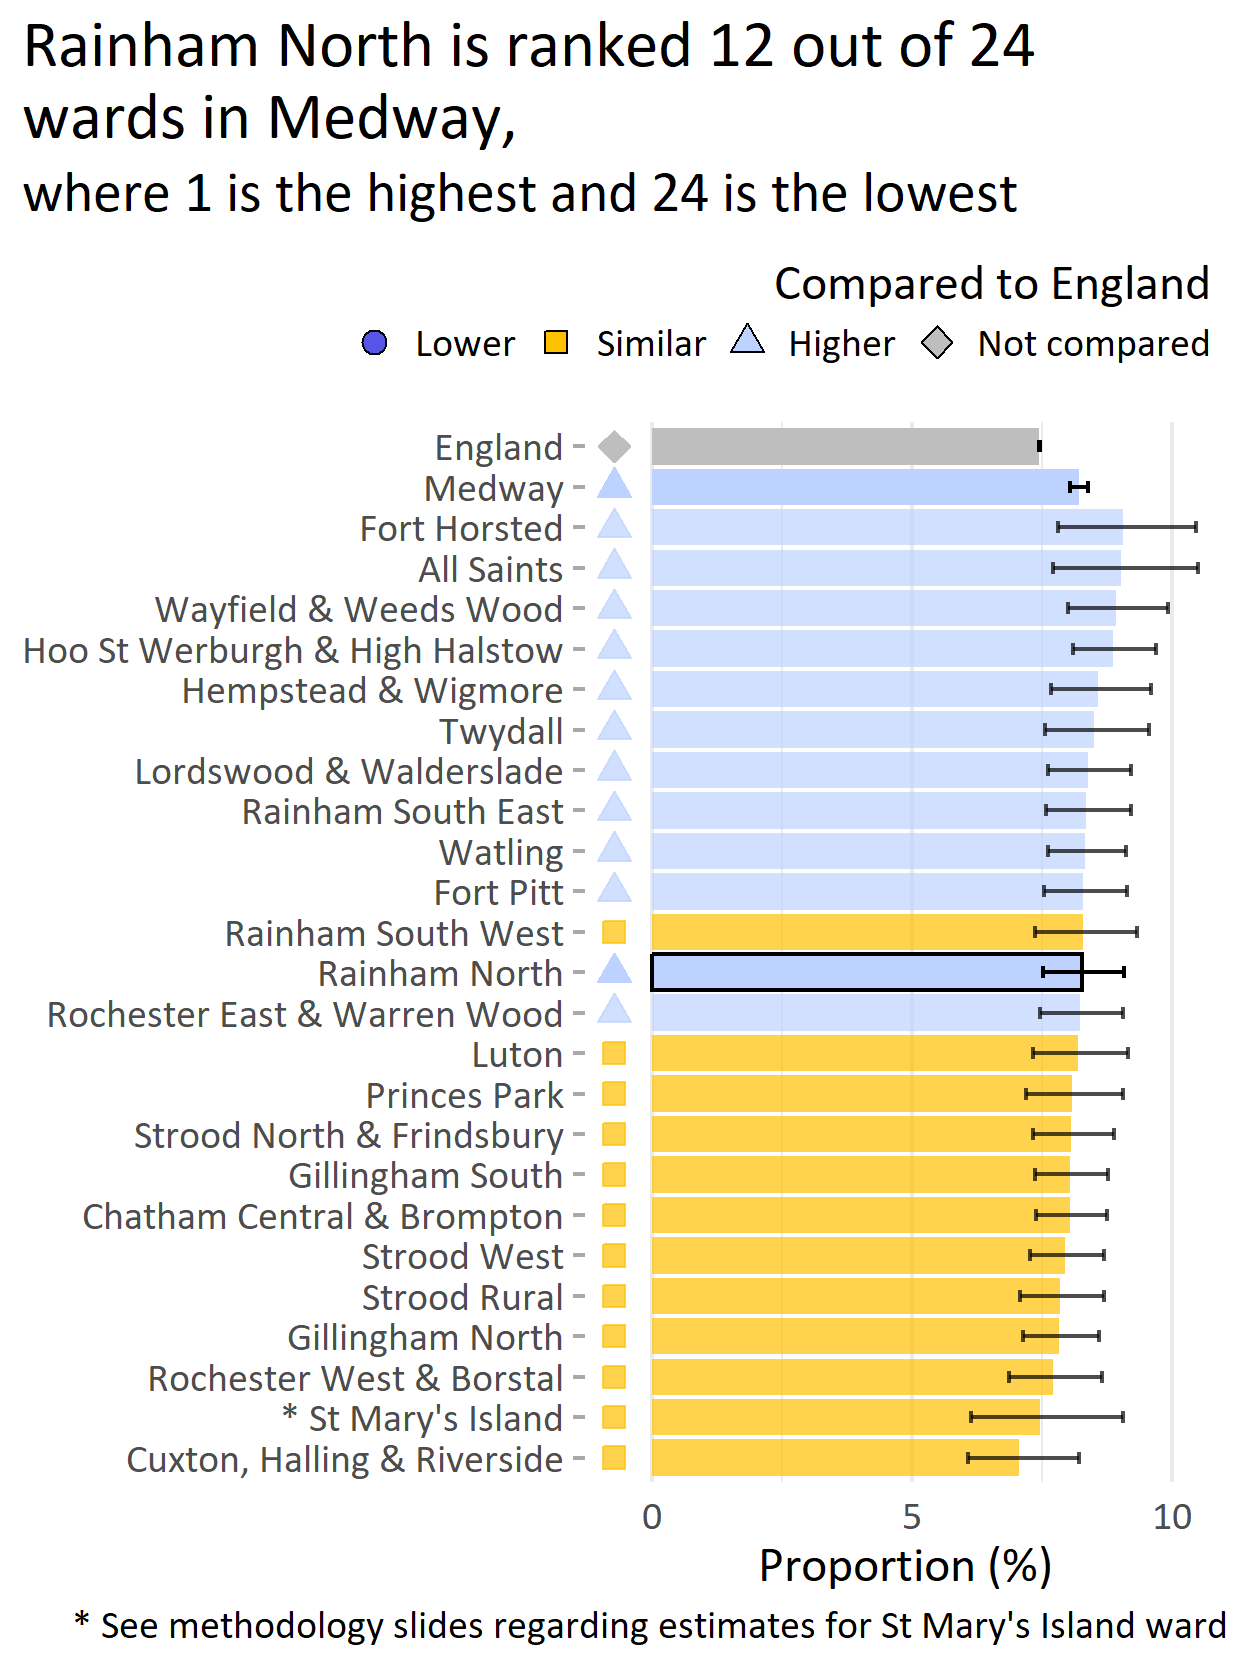 Rainham North is ranked 12 out of 24
wards in Medway,
where 1 is the highest and 24 is the lowest
Compared to England
Lower Similar Higher Not compared
England
Medway
Fort Horsted
All Saints
Wayfield & Weeds Wood
Hoo St Werburgh & High Halstow
Hempstead & Wigmore
Twydall
Lordswood & Walderslade
Rainham South East
Watling
Fort Pitt
Rainham South West
Rainham North
Rochester East & Warren Wood
Luton
Princes Park
Strood North & Frindsbury
Gillingham South
Chatham Central & Brompton
Strood West
Strood Rural
Gillingham North
Rochester West & Borstal
* St Mary's Island
Cuxton, Halling & Riverside
0 5 10
Proportion (%)
* See methodology slides regarding estimates for St Mary's Island ward